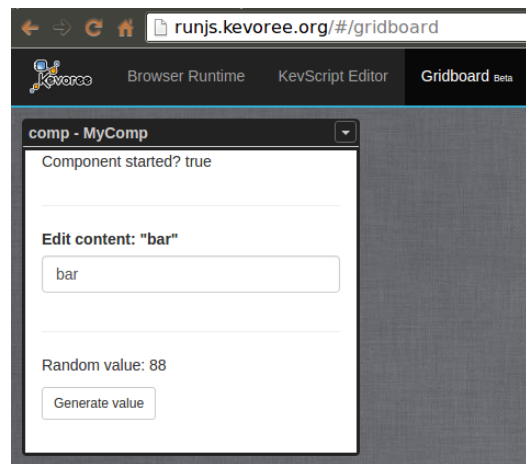 runjs.kevoree.org/#/gridboard
Kevoree Browser Runtime KevScript Editor Gridboard Beta
comp - MyComp
Component started? true
Edit content: "bar"
bar
Random value: 88
Generate value